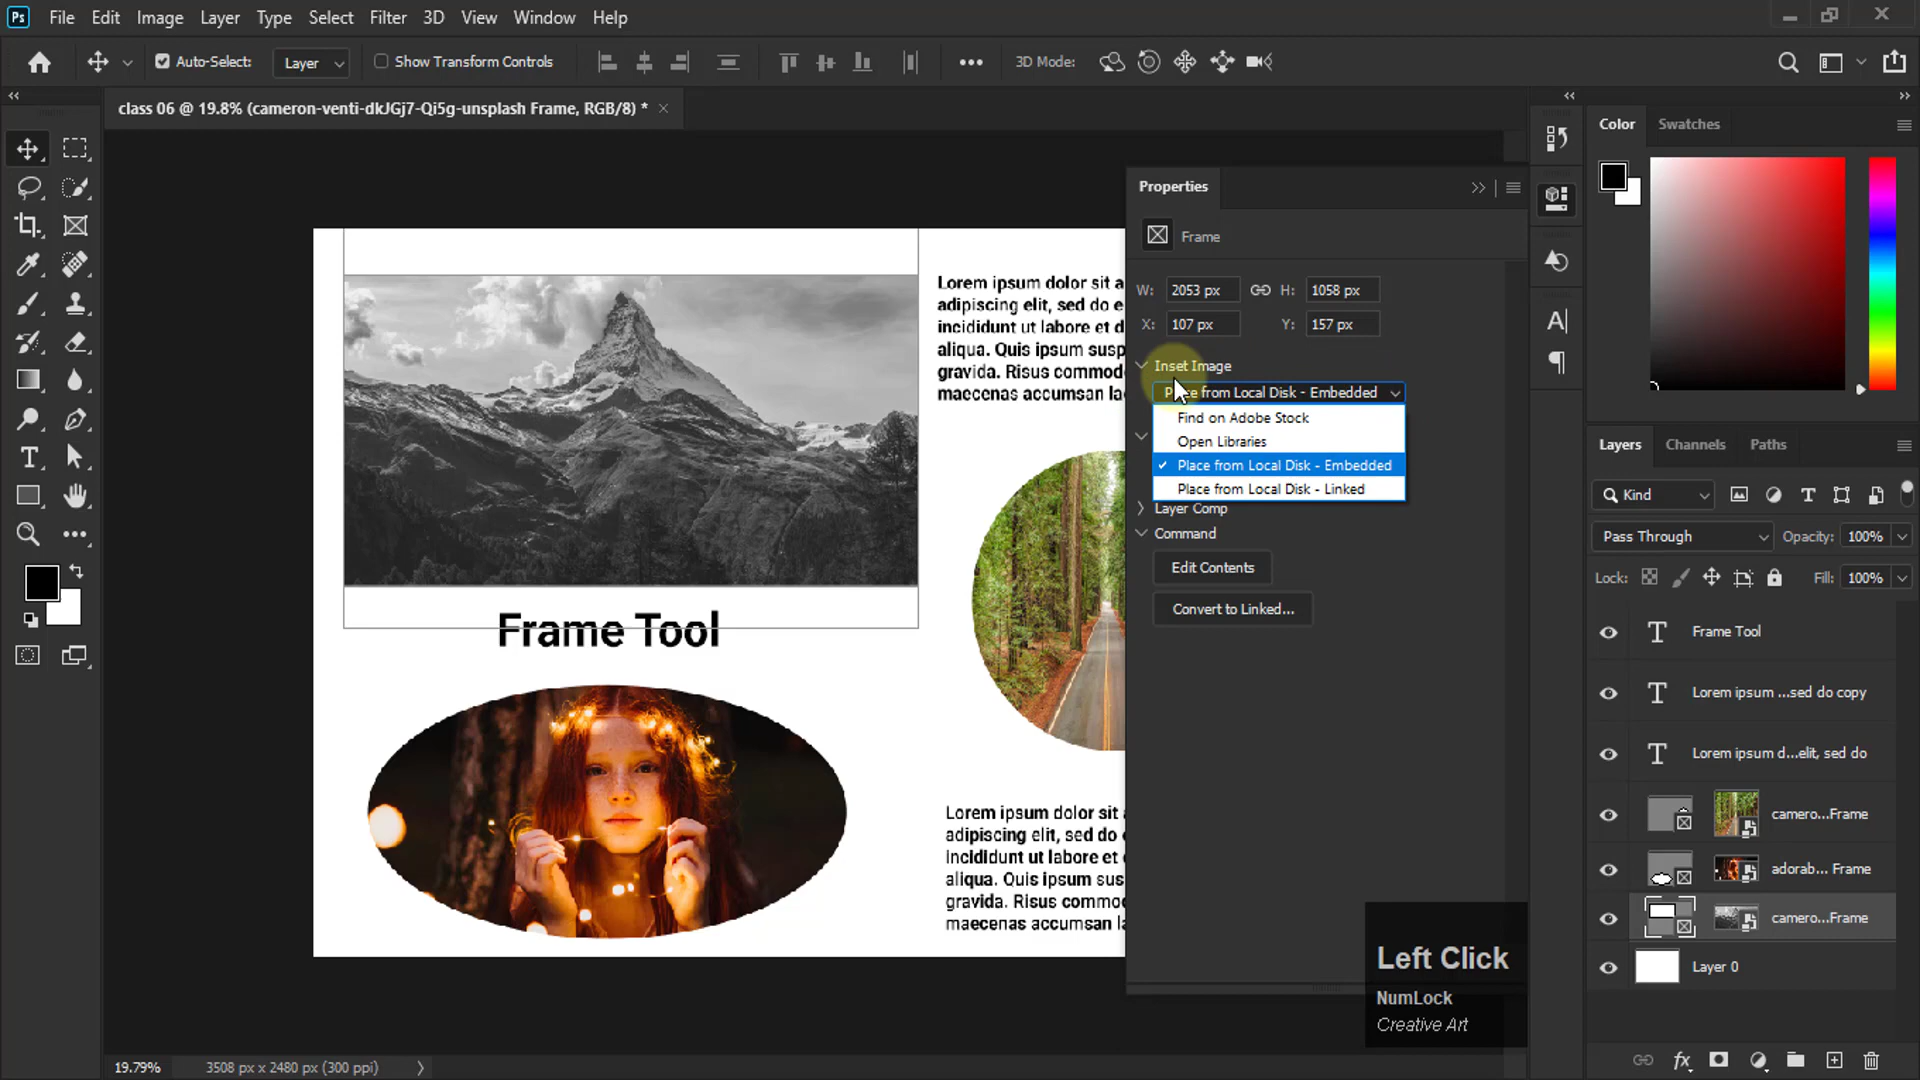 Ps File Edit Image Layer Type Select Filter 3D View Window Help
Auto-Select: Layer Show Transform Controls 3D Mode:
class 06 @ 19.8% (cameron-venti-dkJGj7-Qi5g-unsplash Frame, RGB/8) *
Color Swatches
Properties
Frame
W: 2053 px H: 1058 px
X: 107 px Y: 157 px
Inset Image
Place from Local Disk - Embedded
Find on Adobe Stock
Open Libraries
Place from Local Disk - Embedded
Place from Local Disk - Linked
Layer Comp
Command
Edit Contents
Convert to Linked...
Lorem ipsum dolor sit a
adipiscing elit, sed do e
incididunt ut labore et d
aliqua. Quis ipsum susp
gravida. Risus commod
maecenas accumsan la
Frame Tool
Lorem ipsum dolor sit
adipiscing elit, sed do
incididunt ut labore et
aliqua. Quis ipsum sus
gravida. Risus commo
maecenas accumsan l
Layers Channels Paths
Kind
Pass Through Opacity: 100%
Lock: Fill: 100%
Frame Tool
Lorem ipsum ...sed do copy
Lorem ipsum d...elit, sed do
camero...Frame
adorab... Frame
camero...Frame
Layer 0
Left Click
NumLock
Creative Art
19.79% 3508 px x 2480 px (300 ppi)